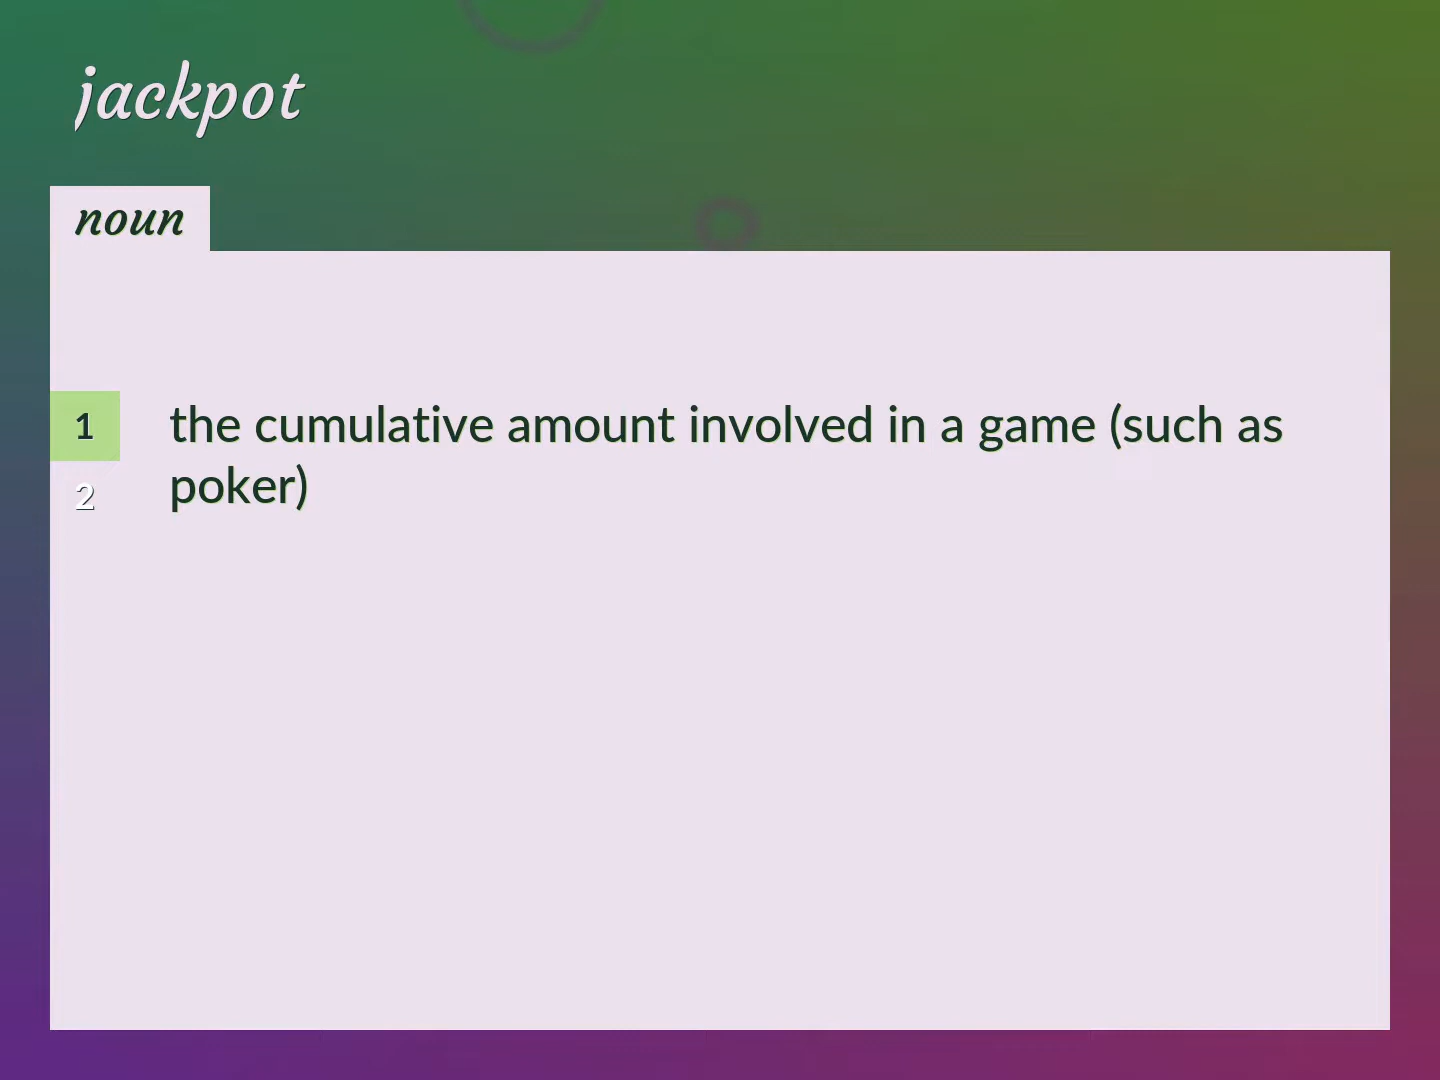 jackpot
noun
1
the cumulative amount involved in a game (such as
poker)
2